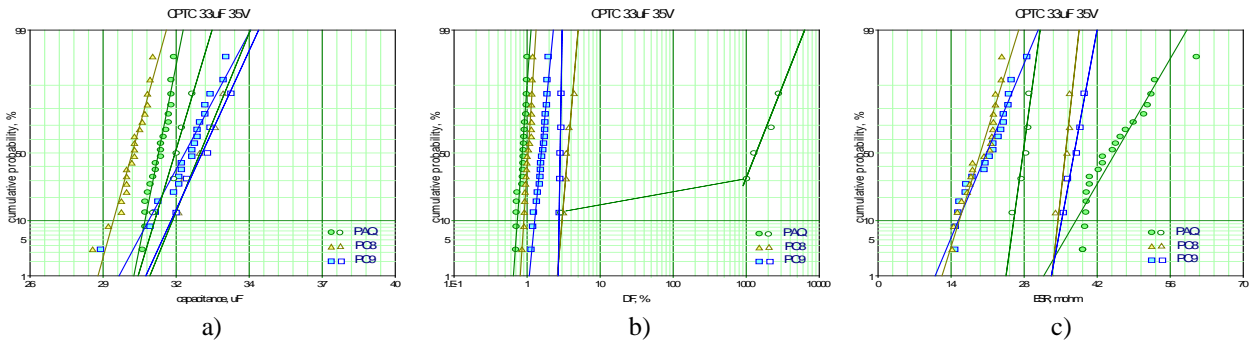 CPTC 33uF 35V
cumulative probability, %
99
50
10
5
1
26 29 32 34 37 40
capacitance, uF
PAQ
PC8
PC9
a)
CPTC 33uF 35V
cumulative probability, %
99
50
10
5
1
1.E-1 1 10 100 1000 10000
DF, %
PAQ
PC8
PC9
b)
CPTC 33uF 35V
cumulative probability, %
99
50
10
5
1
0 14 28 42 56 70
ESR, mohm
PAQ
PC8
PC9
c)